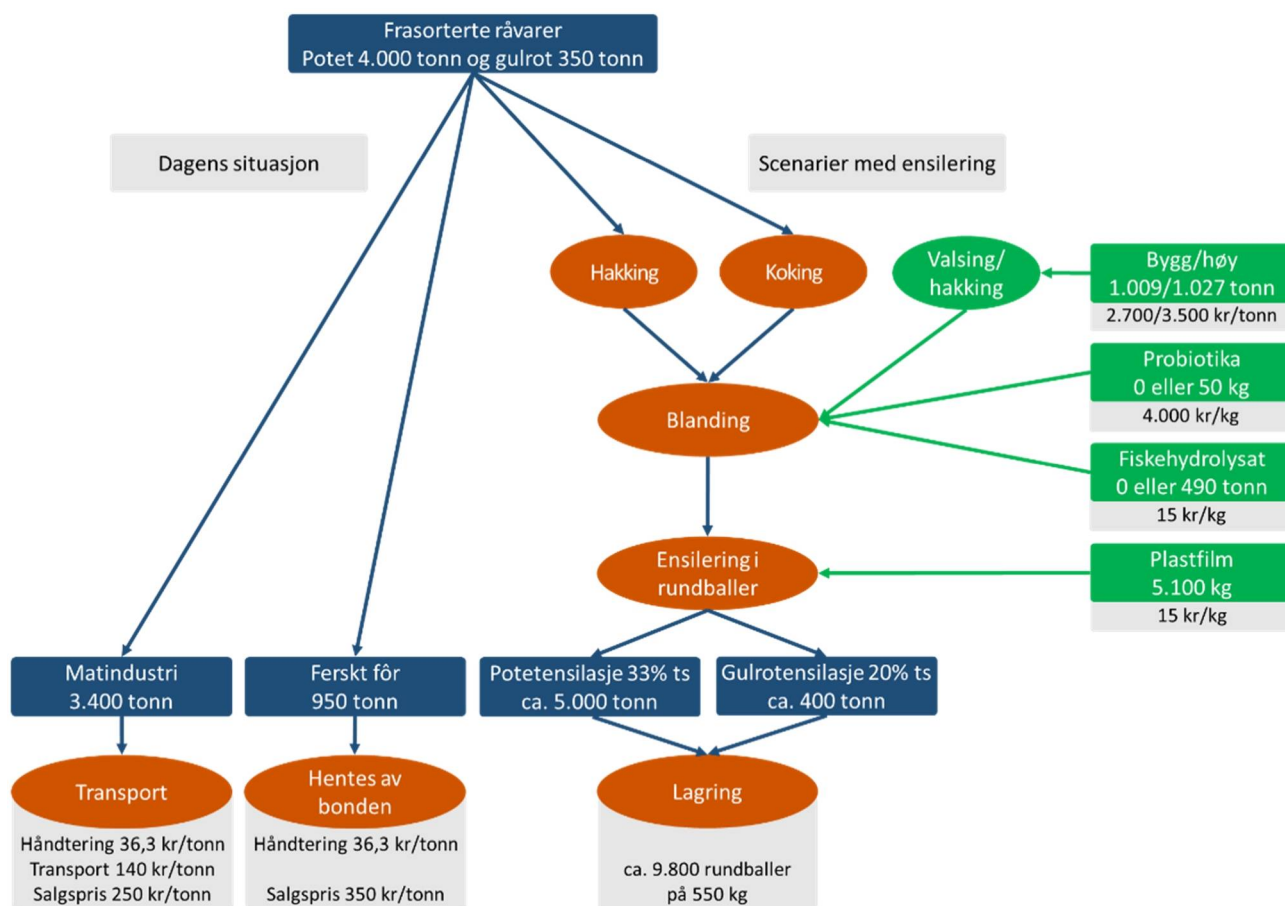 Frasorterte råvarer
Potet 4.000 tonn og gulrot 350 tonn
Dagens situasjon
Scenarier med ensilering
Hakking
Koking
Valsing/
hakking
Bygg/høy
1.009/1.027 tonn
2.700/3.500 kr/tonn
Probiotika
0 eller 50 kg
4.000 kr/kg
Blanding
Fiskehydrolysat
0 eller 490 tonn
15 kr/kg
Ensilering i
rundballer
Plastfilm
5.100 kg
15 kr/kg
Matindustri
3.400 tonn
Ferskt fôr
950 tonn
Potetensilasje 33% ts
ca. 5.000 tonn
Gulrotensilasje 20% ts
ca. 400 tonn
Transport
Håndtering 36,3 kr/tonn
Transport 140 kr/tonn
Salgspris 250 kr/tonn
Hentes av
bonden
Håndtering 36,3 kr/tonn
Salgspris 350 kr/tonn
Lagring
ca. 9.800 rundballer
på 550 kg